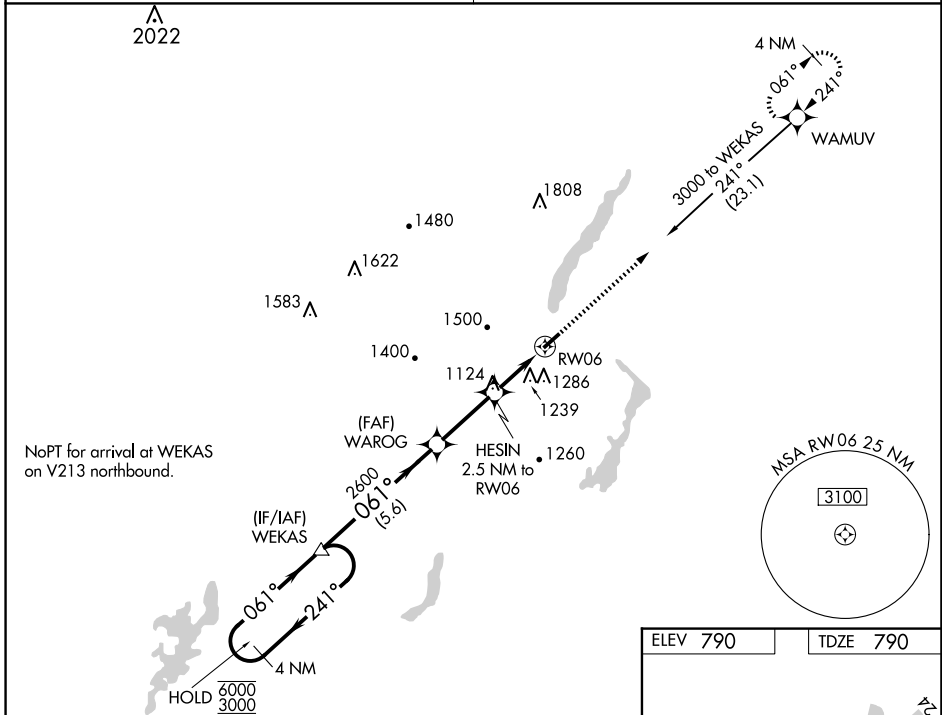 2022
4 NM
061°
241°
WAMUV
3000 to WEKAS
241°
(23.1)
1808
1480
1622
1583
1500
1400
RW06
1124
1286
1239
(FAF)
WAROG
HESIN
2.5 NM to
RW06
1260
NoPT for arrival at WEKAS
on V213 northbound.
2600
061°
(5.6)
(IF/IAF)
WEKAS
MSA RW06 25 NM
3100
061°
241°
4 NM
HOLD 6000
3000
ELEV 790
TDZE 790
24